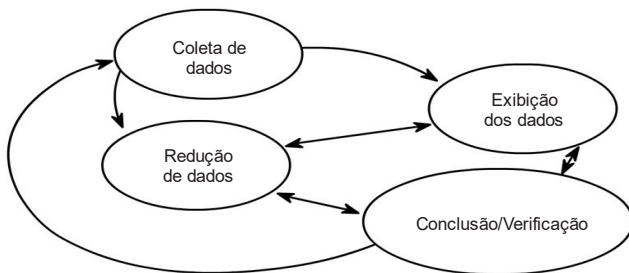 Coleta de
dados
Exibição
dos dados
Redução
de dados
Conclusão/Verificação